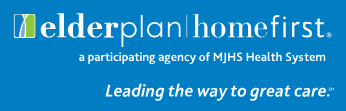 elderplan|homefirst®
a participating agency of MJHS Health System
Leading the way to great care.℠